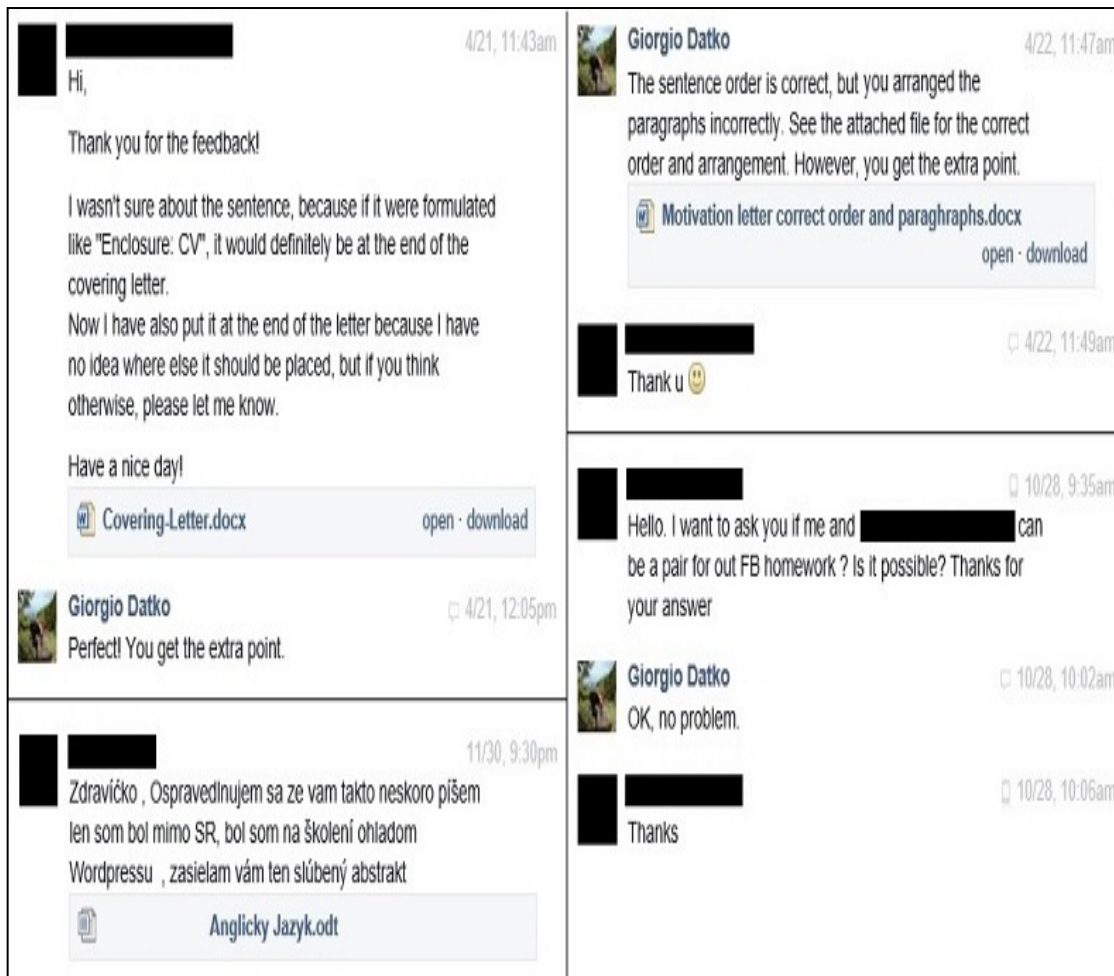 4/21, 11:43am
Hi,
Thank you for the feedback!
I wasn't sure about the sentence, because if it were formulated
like "Enclosure: CV", it would definitely be at the end of the
covering letter.
Now I have also put it at the end of the letter because I have
no idea where else it should be placed, but if you think
otherwise, please let me know.
Have a nice day!
Covering-Letter.docx open · download
Giorgio Datko 4/21, 12:05pm
Perfect! You get the extra point.
11/30, 9:30pm
Zdravíčko , Ospravedlnujem sa ze vam takto neskoro píšem
len som bol mimo SR, bol som na školení ohladom
Wordpressu , zasielam vám ten slúbený abstrakt
Anglicky Jazyk.odt
Giorgio Datko 4/22, 11:47am
The sentence order is correct, but you arranged the
paragraphs incorrectly. See the attached file for the correct
order and arrangement. However, you get the extra point.
Motivation letter correct order and paraghraphs.docx
open · download
4/22, 11:49am
Thank u
10/28, 9:35am
Hello. I want to ask you if me and can
be a pair for out FB homework ? Is it possible? Thanks for
your answer
Giorgio Datko 10/28, 10:02am
OK, no problem.
10/28, 10:06am
Thanks